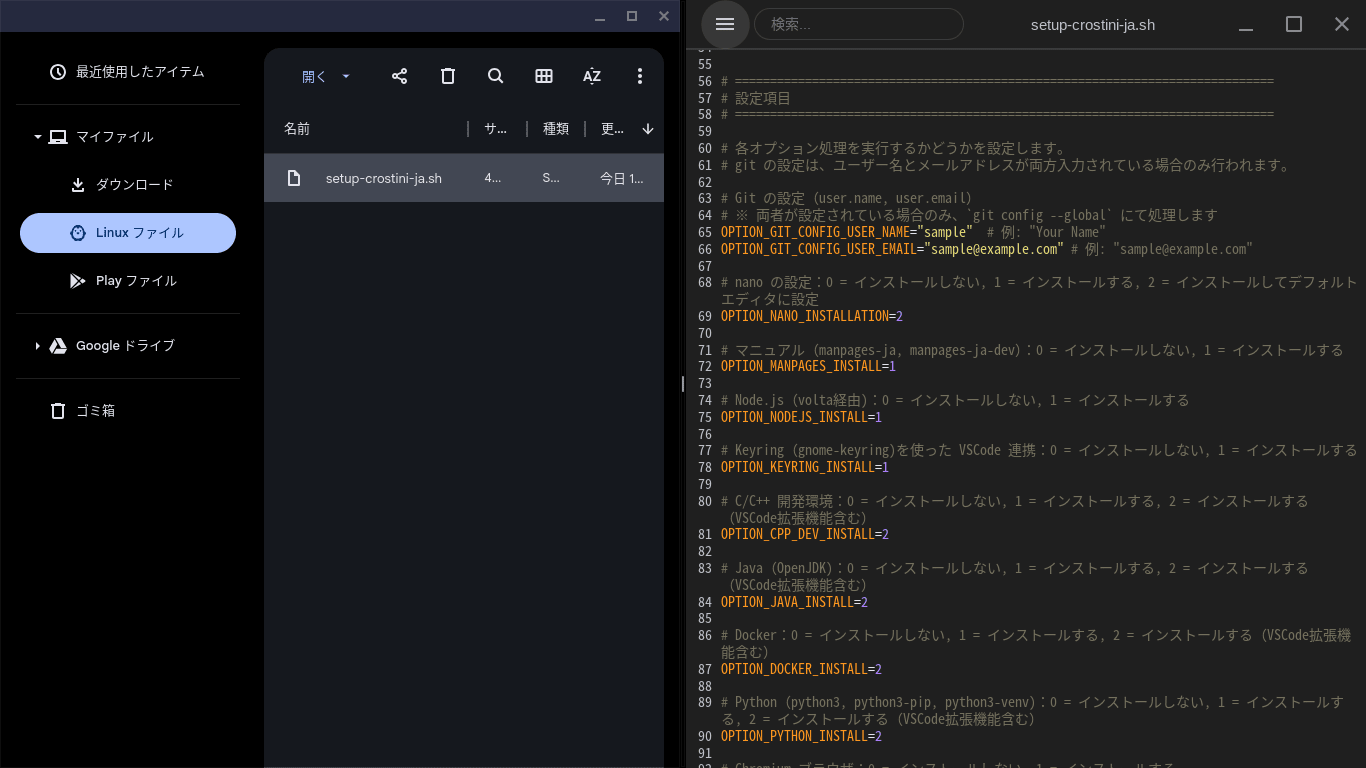 最近使用したアイテム
マイファイル
ダウンロード
Linux ファイル
Play ファイル
Google ドライブ
ゴミ箱
開く
AZ
名前 サ... 種類 更...
setup-crostini-ja.sh 4... S... 今日 1...
検索...
setup-crostini-ja.sh
55
56 # =============================================================================
57 # 設定項目
58 # =============================================================================
59
60 # 各オプション処理を実行するかどうかを設定します。
61 # git の設定は、ユーザー名とメールアドレスが両方入力されている場合のみ行われます。
62
63 # Git の設定（user.name, user.email）
64 # ※ 両者が設定されている場合のみ、`git config --global` にて処理します
65 OPTION_GIT_CONFIG_USER_NAME="sample"  # 例: "Your Name"
66 OPTION_GIT_CONFIG_USER_EMAIL="sample@example.com" # 例: "sample@example.com"
67
68 # nano の設定：0 = インストールしない, 1 = インストールする, 2 = インストールしてデフォルト
エディタに設定
69 OPTION_NANO_INSTALLATION=2
70
71 # マニュアル（manpages-ja, manpages-ja-dev）：0 = インストールしない, 1 = インストールする
72 OPTION_MANPAGES_INSTALL=1
73
74 # Node.js（volta経由）：0 = インストールしない, 1 = インストールする
75 OPTION_NODEJS_INSTALL=1
76
77 # Keyring（gnome-keyring)を使った VSCode 連携：0 = インストールしない, 1 = インストールする
78 OPTION_KEYRING_INSTALL=1
79
80 # C/C++ 開発環境：0 = インストールしない, 1 = インストールする, 2 = インストールする
（VSCode拡張機能含む）
81 OPTION_CPP_DEV_INSTALL=2
82
83 # Java（OpenJDK)：0 = インストールしない, 1 = インストールする, 2 = インストールする
（VSCode拡張機能含む）
84 OPTION_JAVA_INSTALL=2
85
86 # Docker：0 = インストールしない, 1 = インストールする, 2 = インストールする（VSCode拡張機
能含む）
87 OPTION_DOCKER_INSTALL=2
88
89 # Python（python3, python3-pip, python3-venv）：0 = インストールしない, 1 = インストールす
る, 2 = インストールする（VSCode拡張機能含む）
90 OPTION_PYTHON_INSTALL=2
91